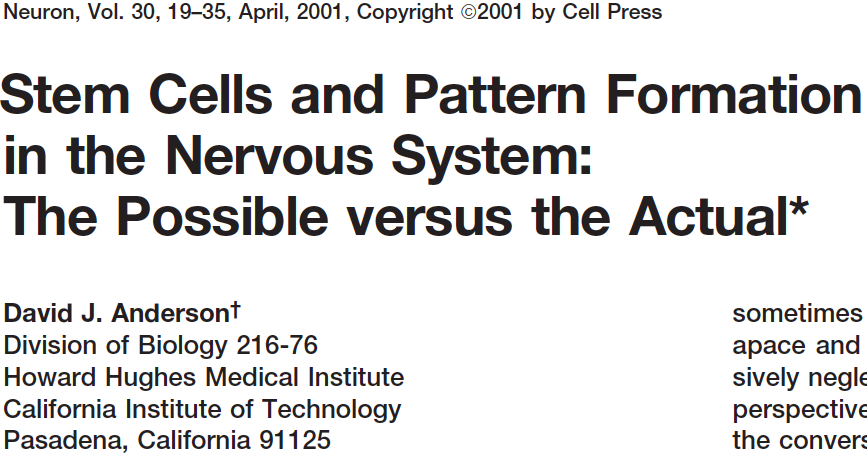 Neuron, Vol. 30, 19–35, April, 2001, Copyright ©2001 by Cell Press
Stem Cells and Pattern Formation
in the Nervous System:
The Possible versus the Actual*
David J. Anderson†
Division of Biology 216-76
Howard Hughes Medical Institute
California Institute of Technology
Pasadena, California 91125
sometimes
apace and
sively negle
perspective
the convers